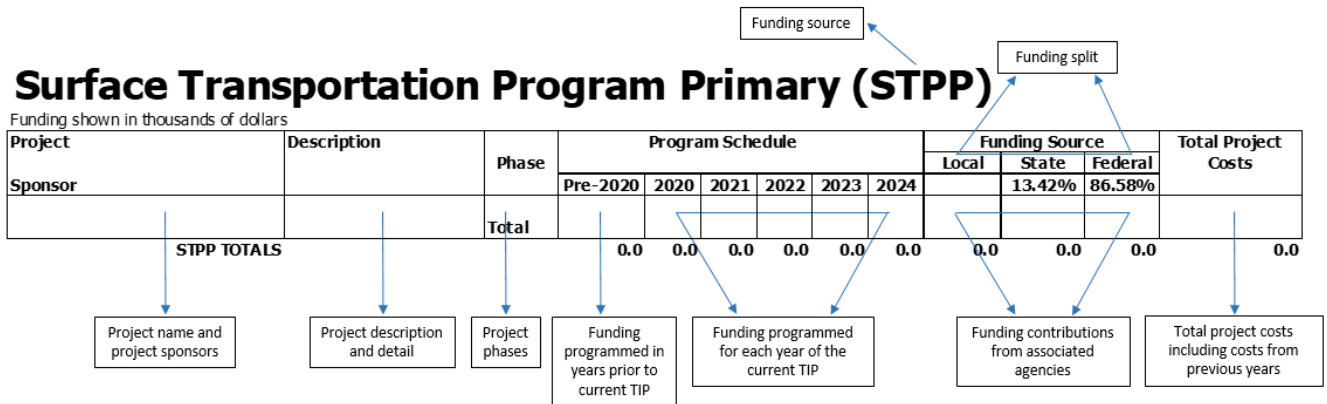 Funding source
Funding split
Surface Transportation Program Primary (STPP)
Funding shown in thousands of dollars
Project Description Program Schedule Funding Source Total Project
Phase Local State Federal Costs
Sponsor Pre-2020 2020 2021 2022 2023 2024 13.42% 86.58%
Total
STPP TOTALS 0.0 0.0 0.0 0.0 0.0 0.0 0.0 0.0 0.0 0.0
Project name and
project sponsors
Project description
and detail
Project
phases
Funding
programmed in
years prior to
current TIP
Funding programmed
for each year of the
current TIP
Funding contributions
from associated
agencies
Total project costs
including costs from
previous years